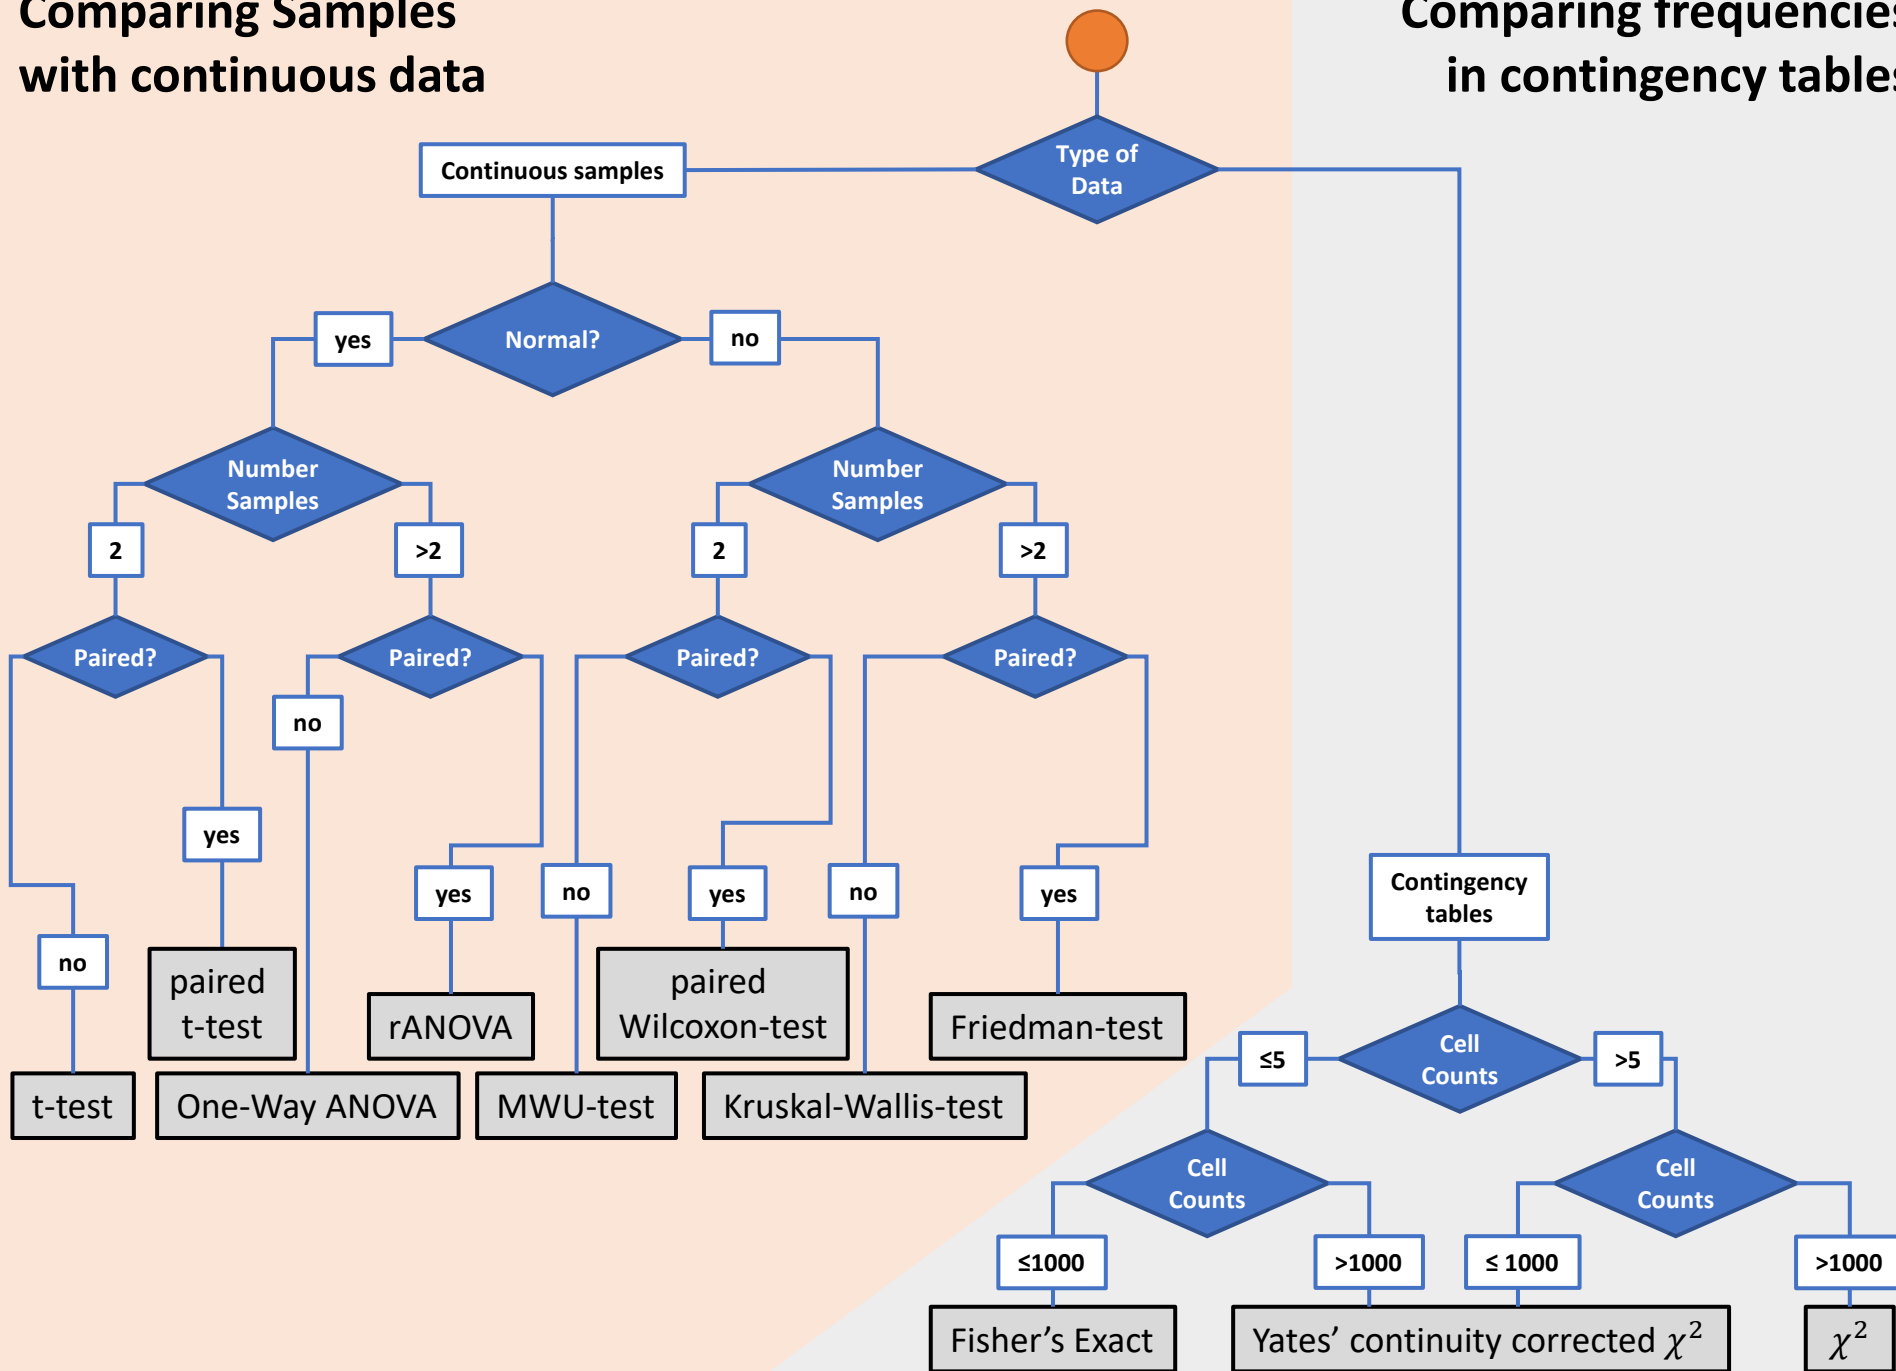 Comparing Samples
with continuous data
Comparing frequencies
in contingency tables
Type of
Data
Continuous samples
Normal?
yes
no
Number
Samples
Number
Samples
2
>2
2
>2
Paired?
Paired?
Paired?
Paired?
no
yes
yes
no
yes
no
yes
no
Contingency
tables
paired
t-test
rANOVA
paired
Wilcoxon-test
Friedman-test
≤5
Cell
Counts
>5
t-test
One-Way ANOVA
MWU-test
Kruskal-Wallis-test
Cell
Counts
Cell
Counts
≤1000
>1000
≤ 1000
>1000
Fisher’s Exact
Yates’ continuity corrected χ²
χ²